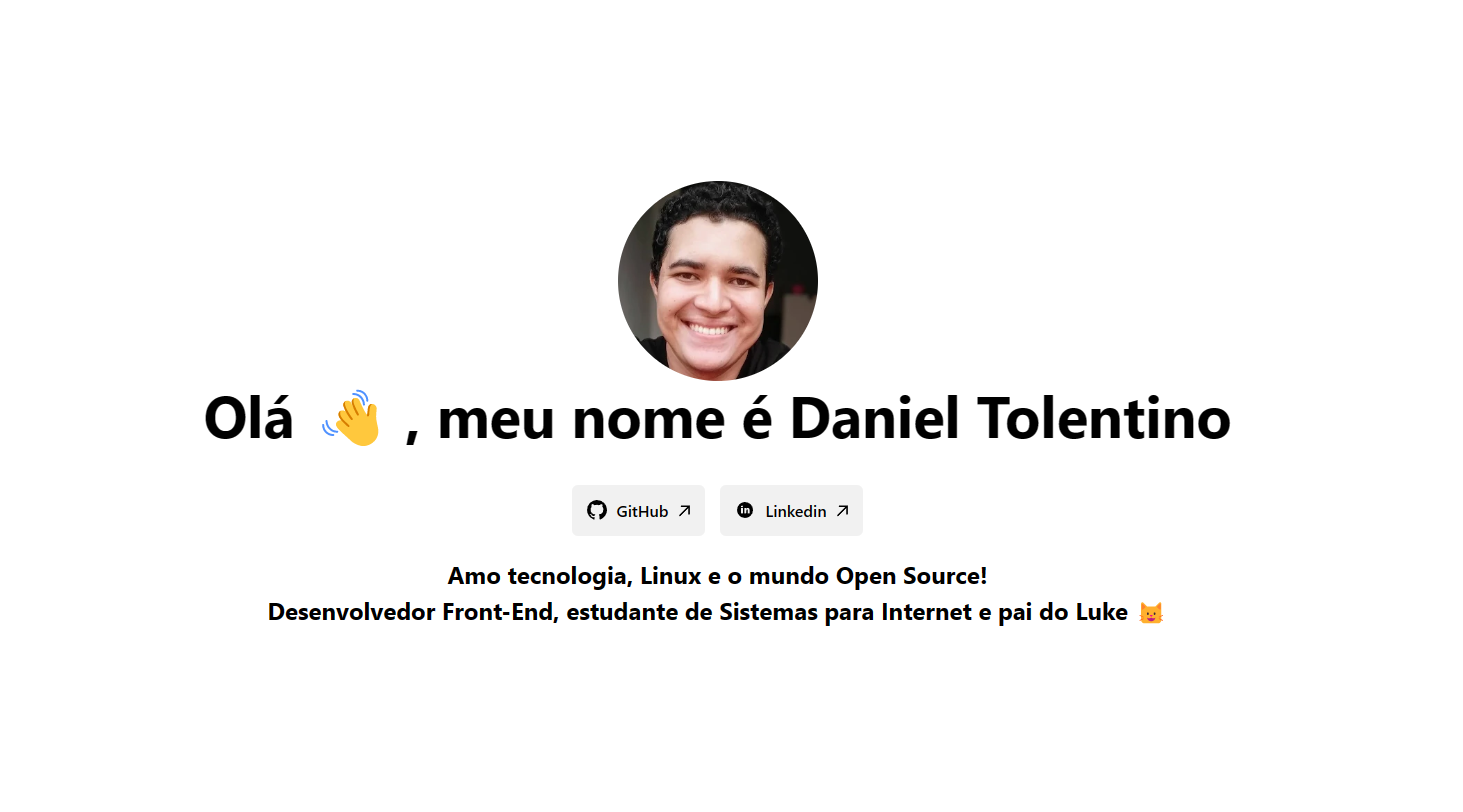 Olá 👋 , meu nome é Daniel Tolentino
GitHub Linkedin
Amo tecnologia, Linux e o mundo Open Source!
Desenvolvedor Front-End, estudante de Sistemas para Internet e pai do Luke 😺